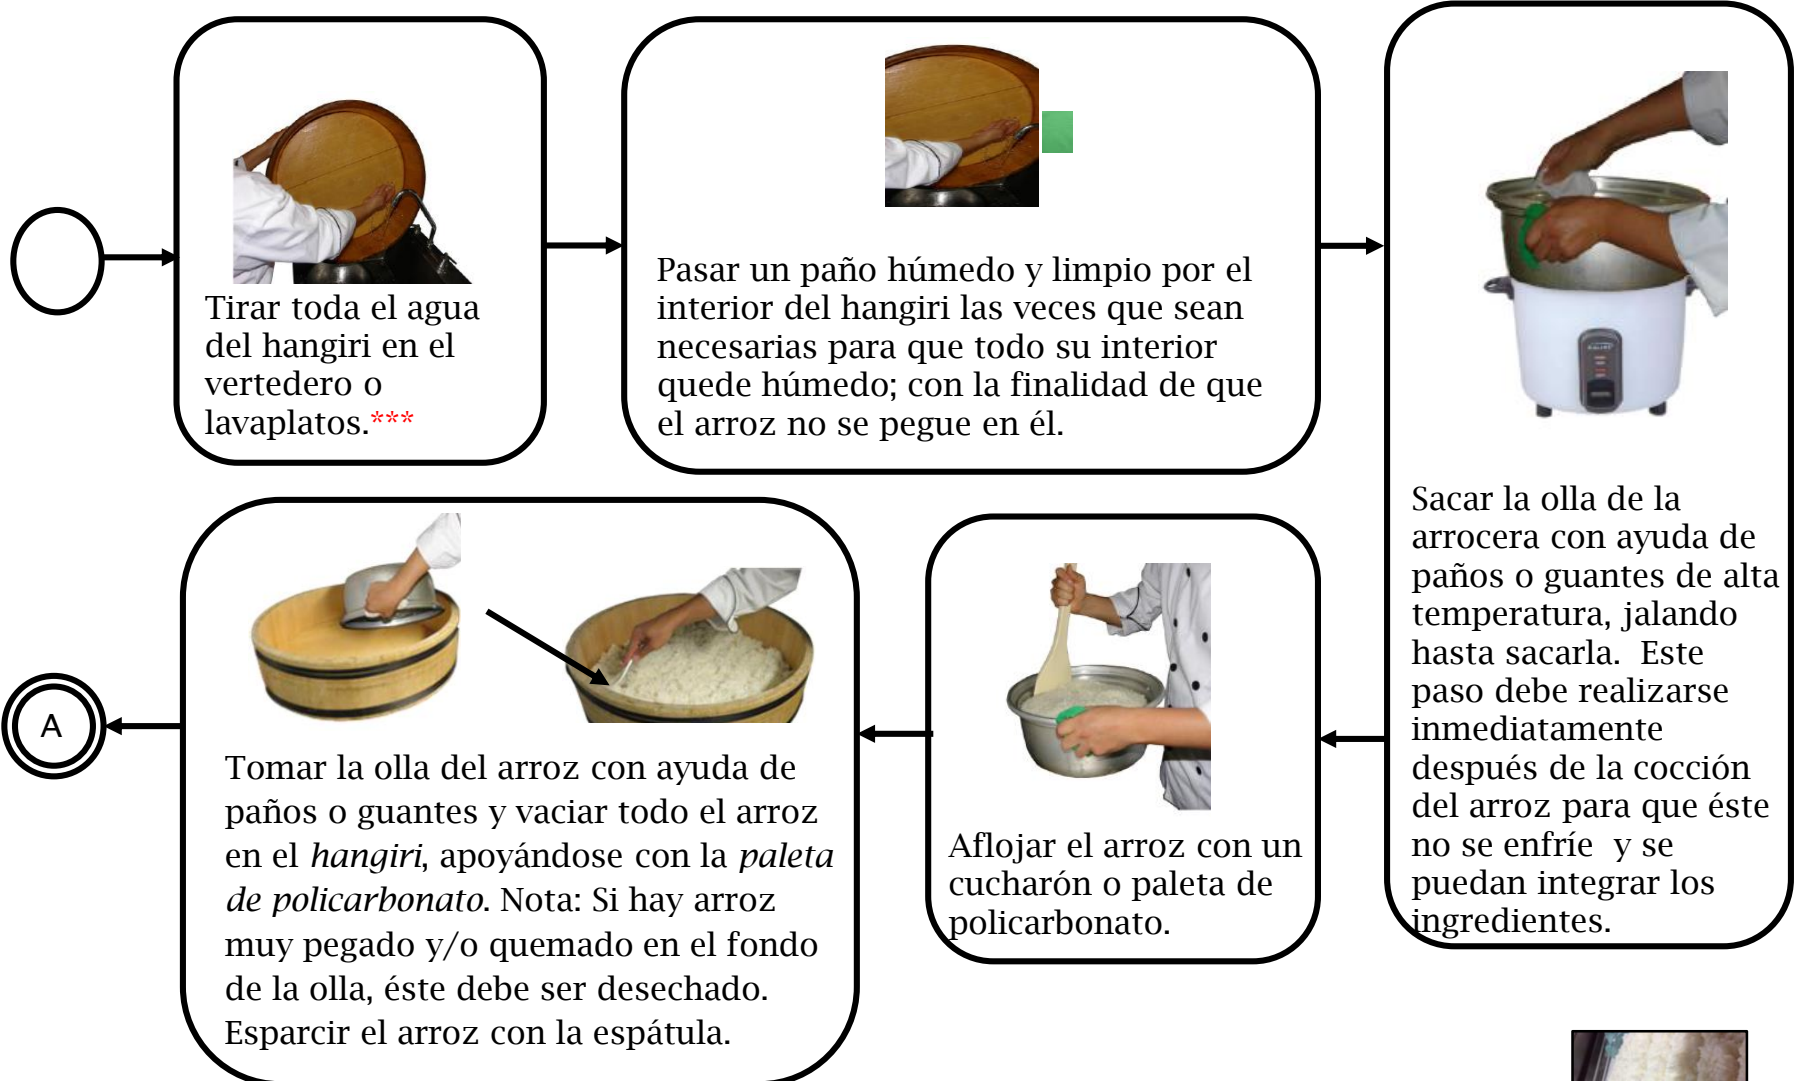 Tirar toda el agua
del hangiri en el
vertedero o
lavaplatos.***
Pasar un paño húmedo y limpio por el
interior del hangiri las veces que sean
necesarias para que todo su interior
quede húmedo; con la finalidad de que
el arroz no se pegue en él.
Sacar la olla de la
arrocera con ayuda de
paños o guantes de alta
temperatura, jalando
hasta sacarla. Este
paso debe realizarse
inmediatamente
después de la cocción
del arroz para que éste
no se enfríe y se
puedan integrar los
ingredientes.
Aflojar el arroz con un
cucharón o paleta de
policarbonato.
Tomar la olla del arroz con ayuda de
paños o guantes y vaciar todo el arroz
en el hangiri, apoyándose con la paleta
de policarbonato. Nota: Si hay arroz
muy pegado y/o quemado en el fondo
de la olla, éste debe ser desechado.
Esparcir el arroz con la espátula.
A